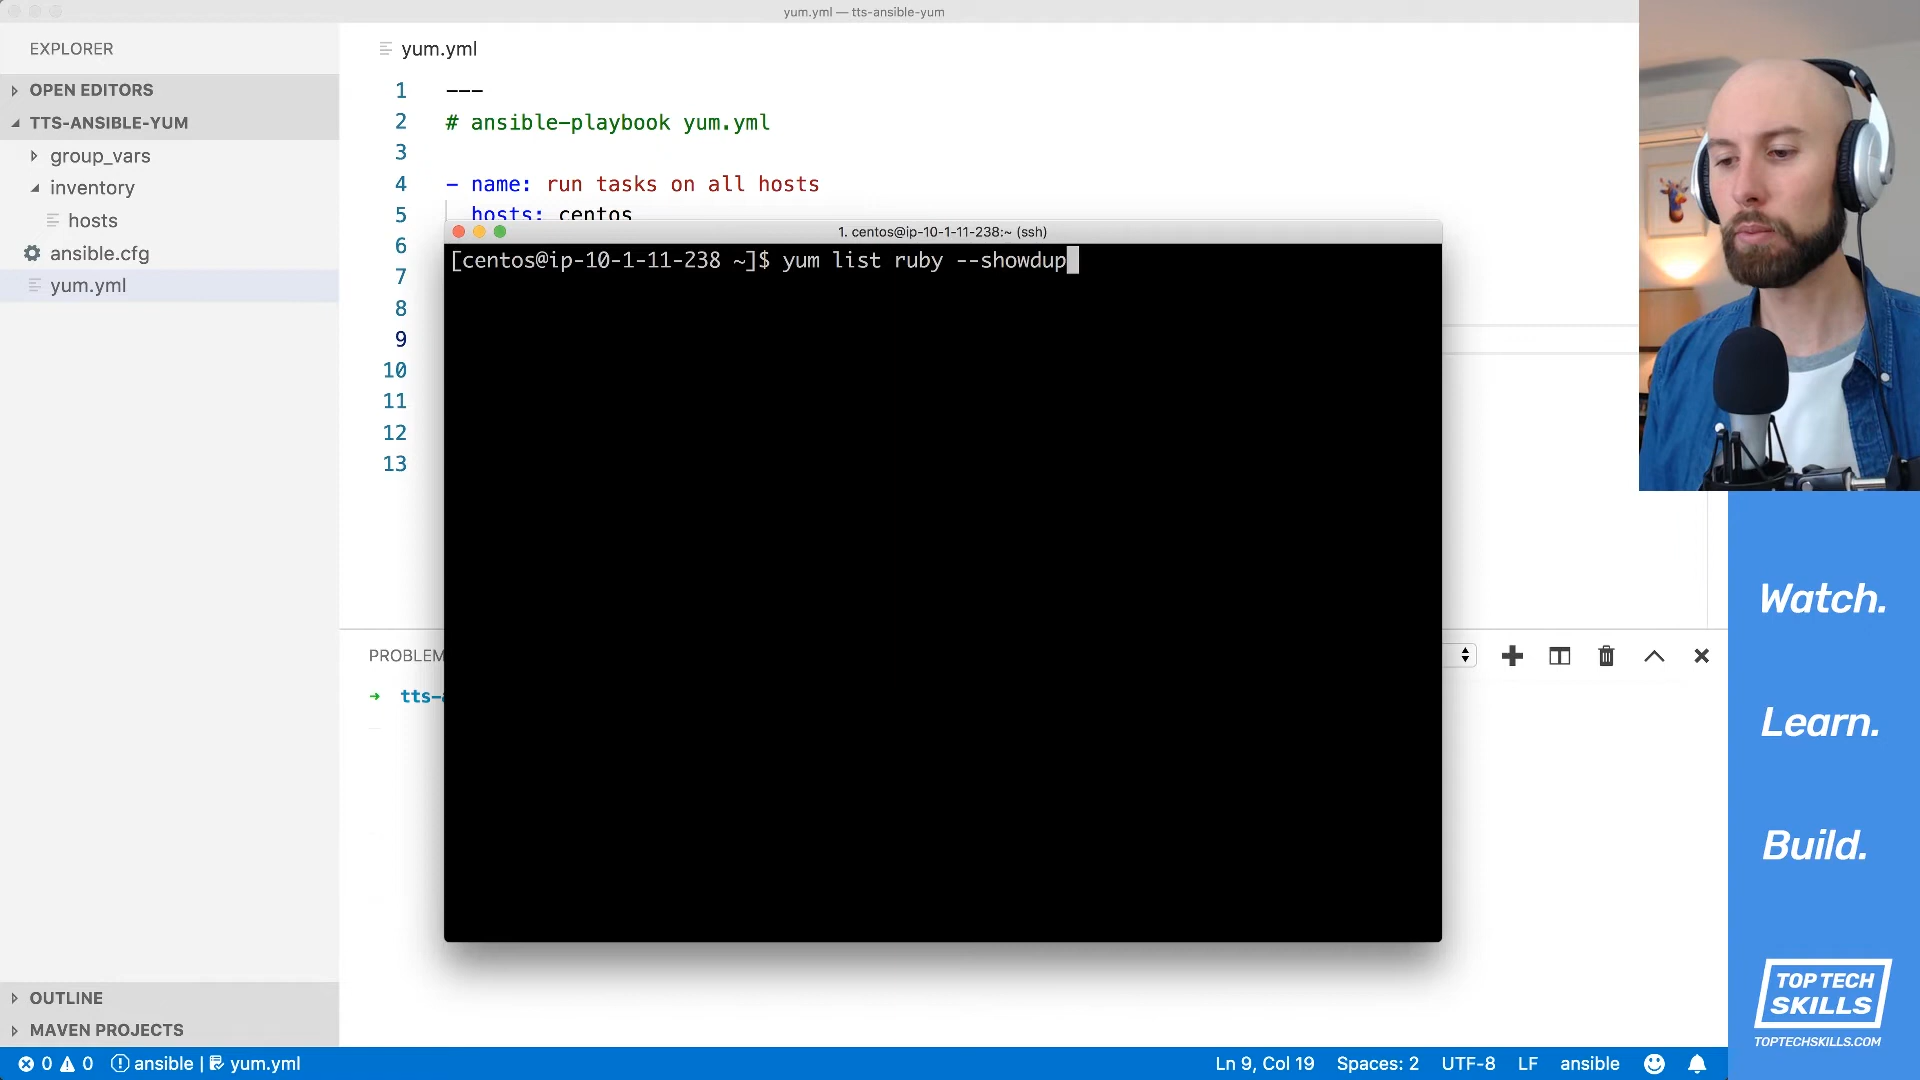 yum.yml — tts-ansible-yum
EXPLORER
OPEN EDITORS
TTS-ANSIBLE-YUM
group_vars
inventory
hosts
ansible.cfg
yum.yml
OUTLINE
MAVEN PROJECTS
yum.yml
1 ---
2 # ansible-playbook yum.yml
3
4 - name: run tasks on all hosts
5 hosts: centos
6
7
8
9
10
11
12
13
1. centos@ip-10-1-11-238:~ (ssh)
[centos@ip-10-1-11-238 ~]$ yum list ruby --showdup
PROBLEM
→ tts-
Watch.
Learn.
Build.
TOP TECH
SKILLS
TOPTECHSKILLS.COM
0 0 ansible | yum.yml
Ln 9, Col 19 Spaces: 2 UTF-8 LF ansible